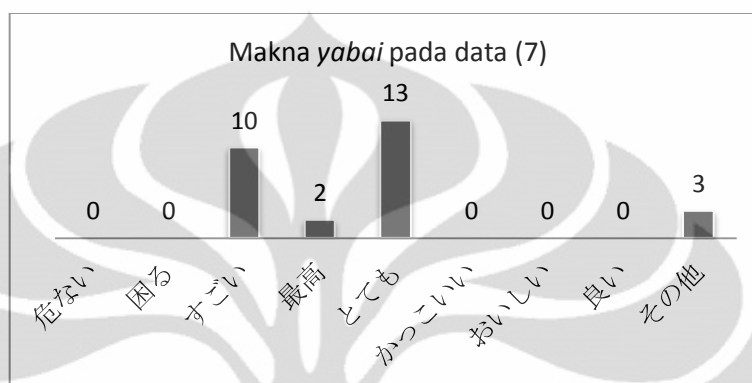 Makna yabai pada data (7)
0 0 10 2 13 0 0 0 3
危ない 困る すごい 最高 とても かっこいい おいしい 良い その他